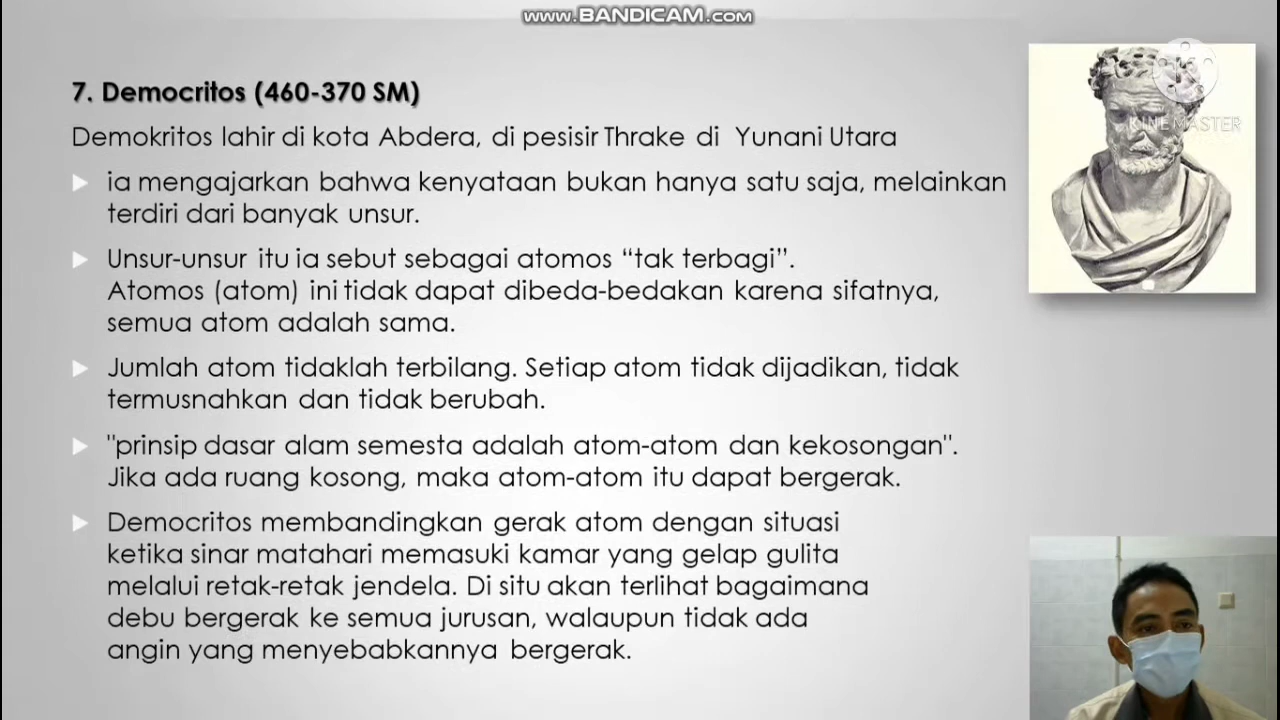 www.BANDICAM.com
7. Democritos (460-370 SM)
Demokritos lahir di kota Abdera, di pesisir Thrake di Yunani Utara
ia mengajarkan bahwa kenyataan bukan hanya satu saja, melainkan
terdiri dari banyak unsur.
Unsur-unsur itu ia sebut sebagai atomos “tak terbagi”.
Atomos (atom) ini tidak dapat dibeda-bedakan karena sifatnya,
semua atom adalah sama.
Jumlah atom tidaklah terbilang. Setiap atom tidak dijadikan, tidak
termusnahkan dan tidak berubah.
"prinsip dasar alam semesta adalah atom-atom dan kekosongan".
Jika ada ruang kosong, maka atom-atom itu dapat bergerak.
Democritos membandingkan gerak atom dengan situasi
ketika sinar matahari memasuki kamar yang gelap gulita
melalui retak-retak jendela. Di situ akan terlihat bagaimana
debu bergerak ke semua jurusan, walaupun tidak ada
angin yang menyebabkannya bergerak.
KINEMASTER